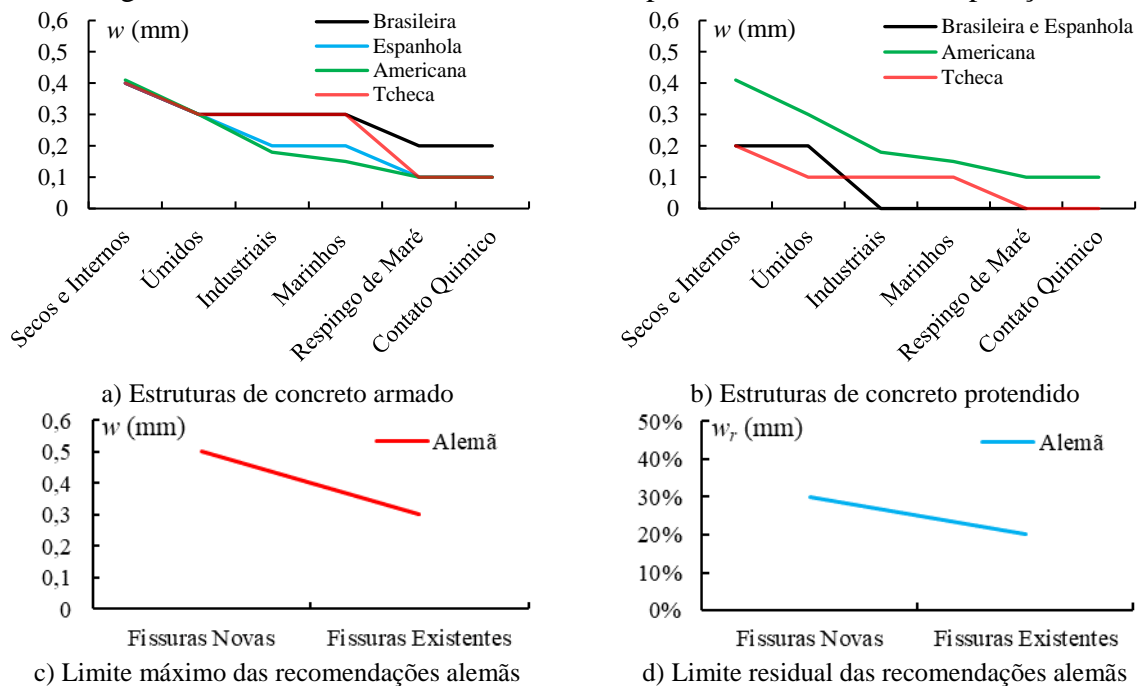 0,6
0,5
0,4
0,3
0,2
0,1
0
w (mm)
Brasileira
Espanhola
Americana
Tcheca
Secos e Internos
Úmidos
Industriais
Marinhos
Respingo de Maré
Contato Quimico
a) Estruturas de concreto armado
0,6
0,5
0,4
0,3
0,2
0,1
0
w (mm)
Brasileira e Espanhola
Americana
Tcheca
Secos e Internos
Úmidos
Industriais
Marinhos
Respingo de Maré
Contato Quimico
b) Estruturas de concreto protendido
0,6
0,5
0,4
0,3
0,2
0,1
0
w (mm)
Alemã
Fissuras Novas
Fissuras Existentes
c) Limite máximo das recomendações alemãs
50%
40%
30%
20%
10%
0%
wr (mm)
Alemã
Fissuras Novas
Fissuras Existentes
d) Limite residual das recomendações alemãs